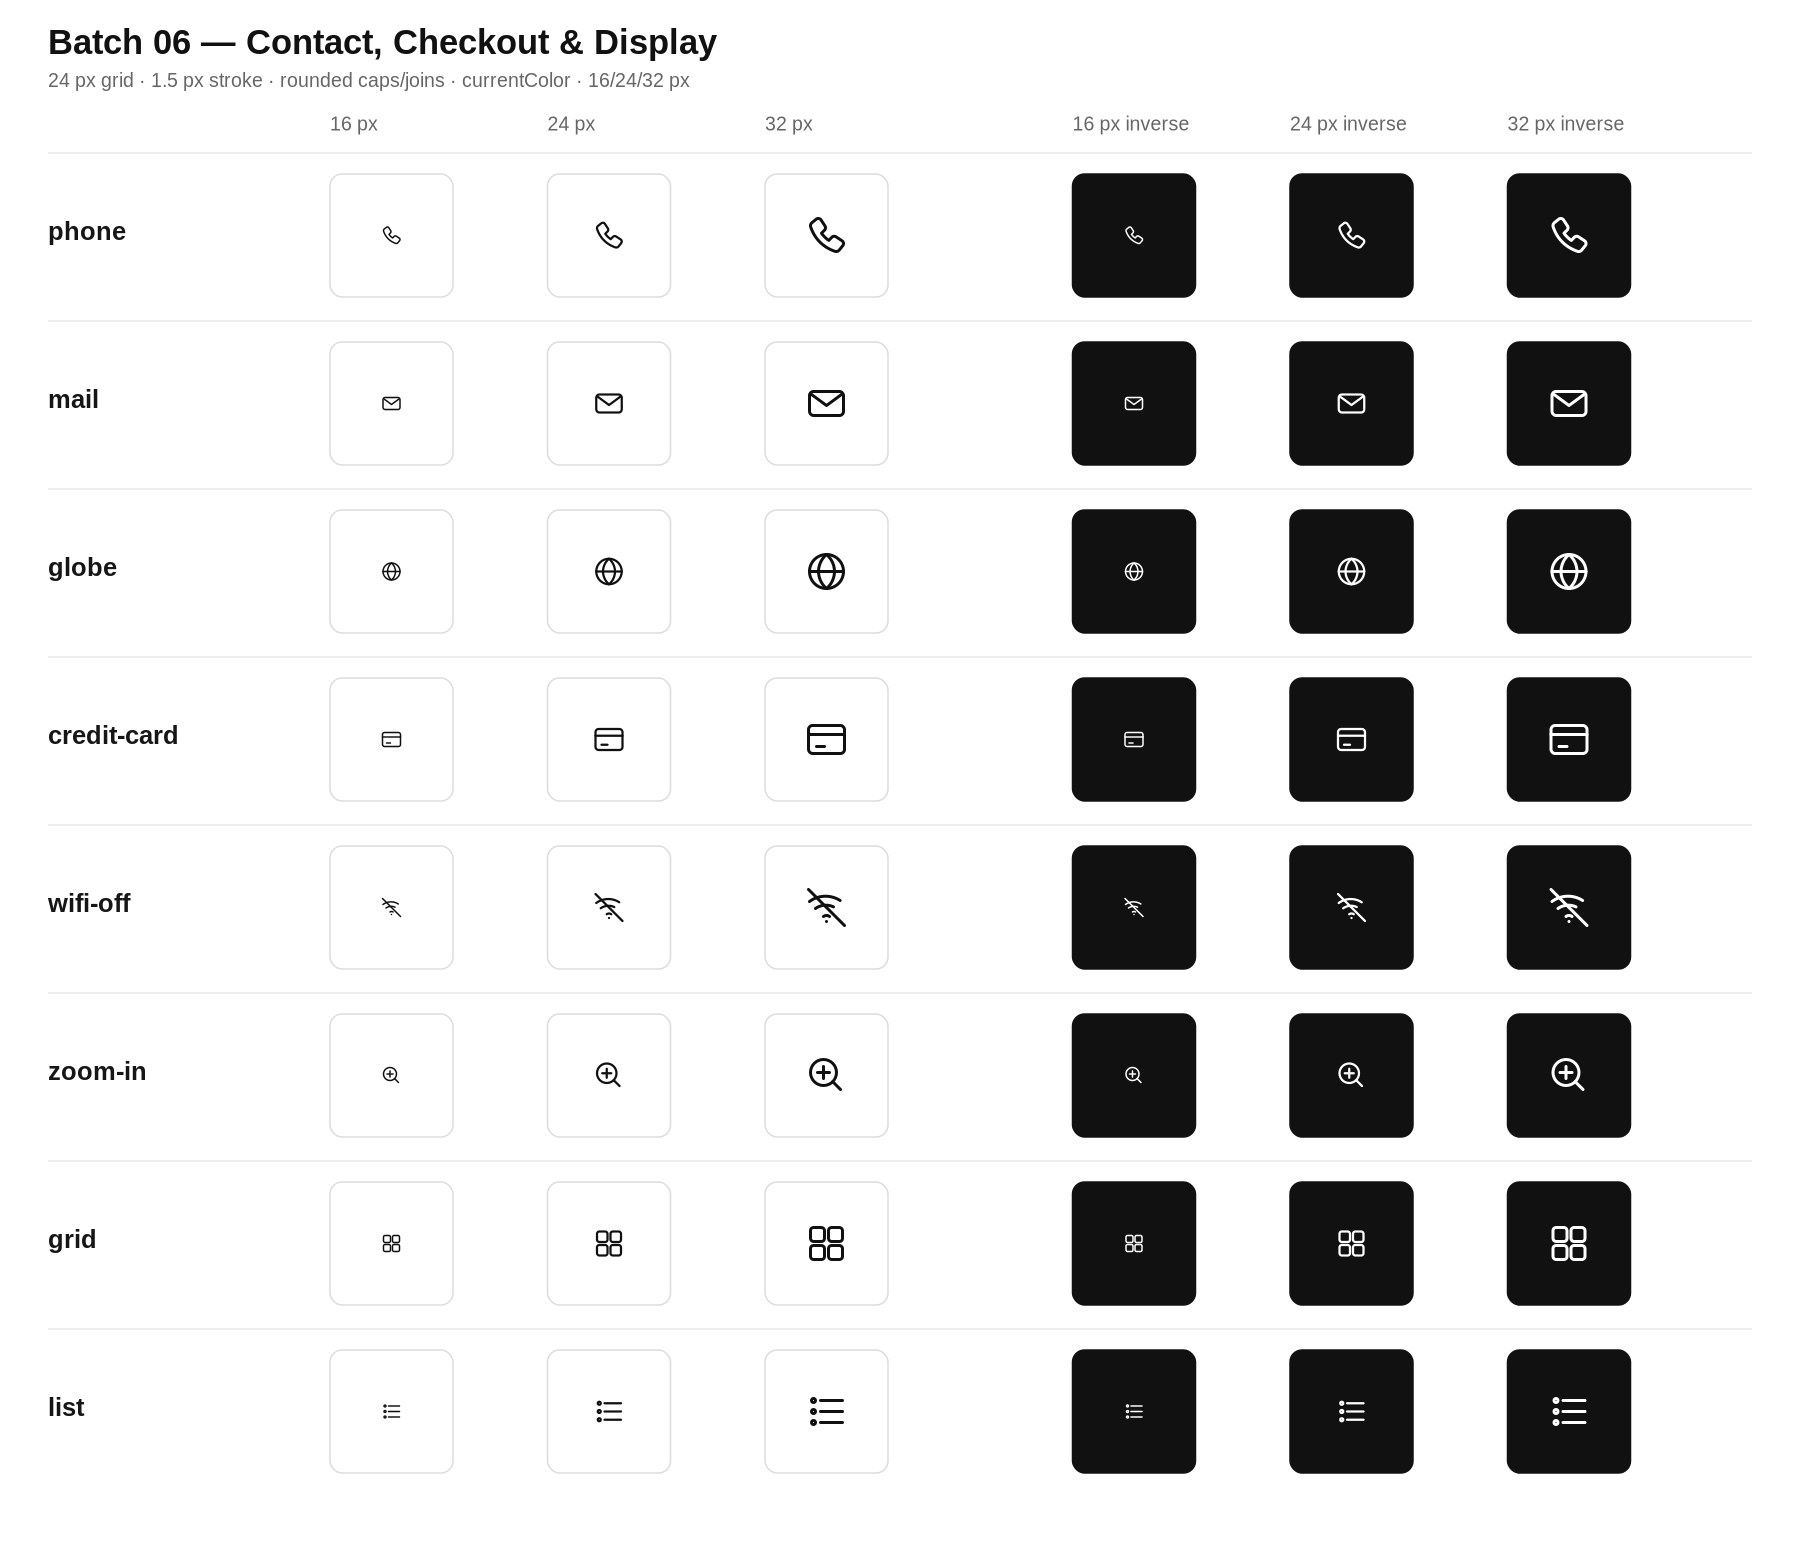 Batch 06 — Contact, Checkout & Display
24 px grid · 1.5 px stroke · rounded caps/joins · currentColor · 16/24/32 px
16 px 24 px 32 px 16 px inverse 24 px inverse 32 px inverse
phone
mail
globe
credit-card
wifi-off
zoom-in
grid
list